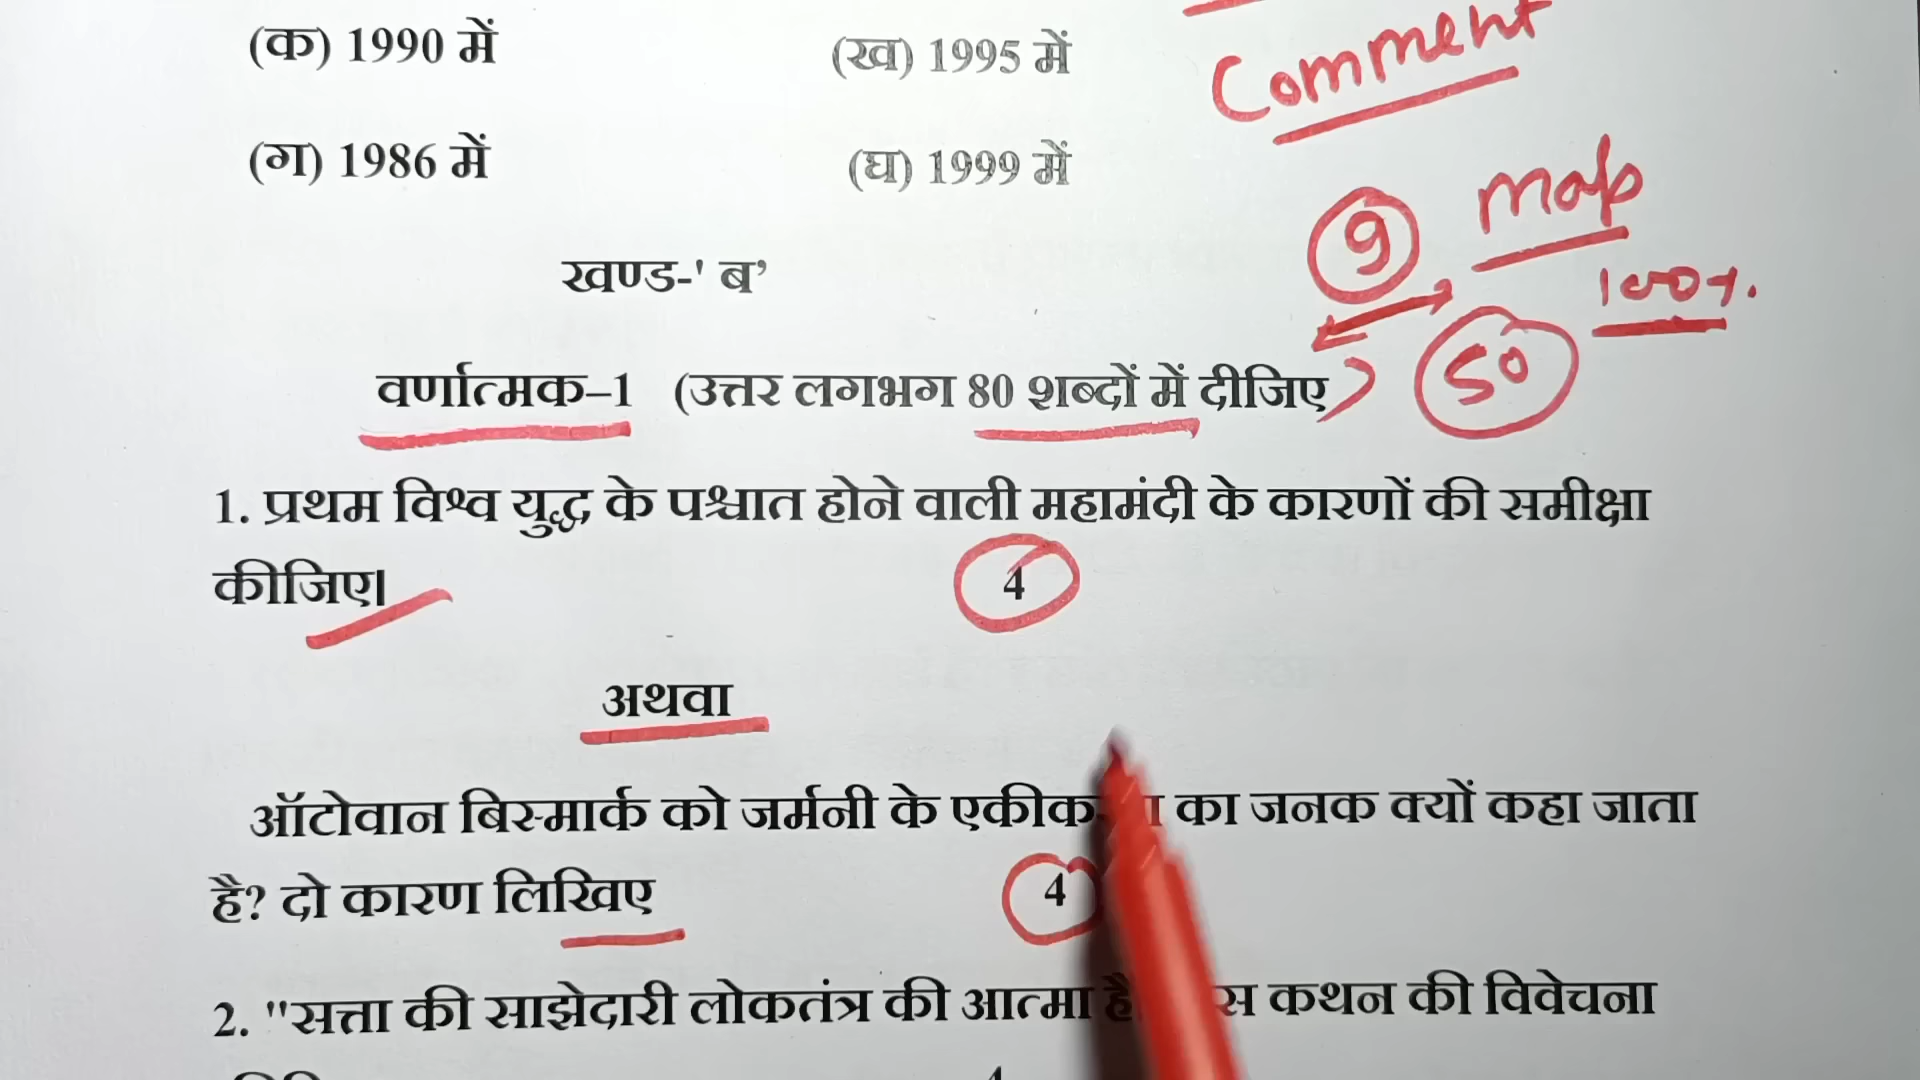 (क) 1990 में (ख) 1995 में
Comment
(ग) 1986 में (घ) 1999 में
9 Map
100%.
खण्ड-' ब’
50
वर्णात्मक–1 (उत्तर लगभग 80 शब्दों में दीजिए)
1. प्रथम विश्व युद्ध के पश्चात होने वाली महामंदी के कारणों की समीक्षा
कीजिए। 4
अथवा
ऑटोवान बिस्मार्क को जर्मनी के का जनक क्यों कहा जाता
है? दो कारण लिखिए 4
2. "सत्ता की साझेदारी लोकतंत्र की आत्मा कथन की विवेचना